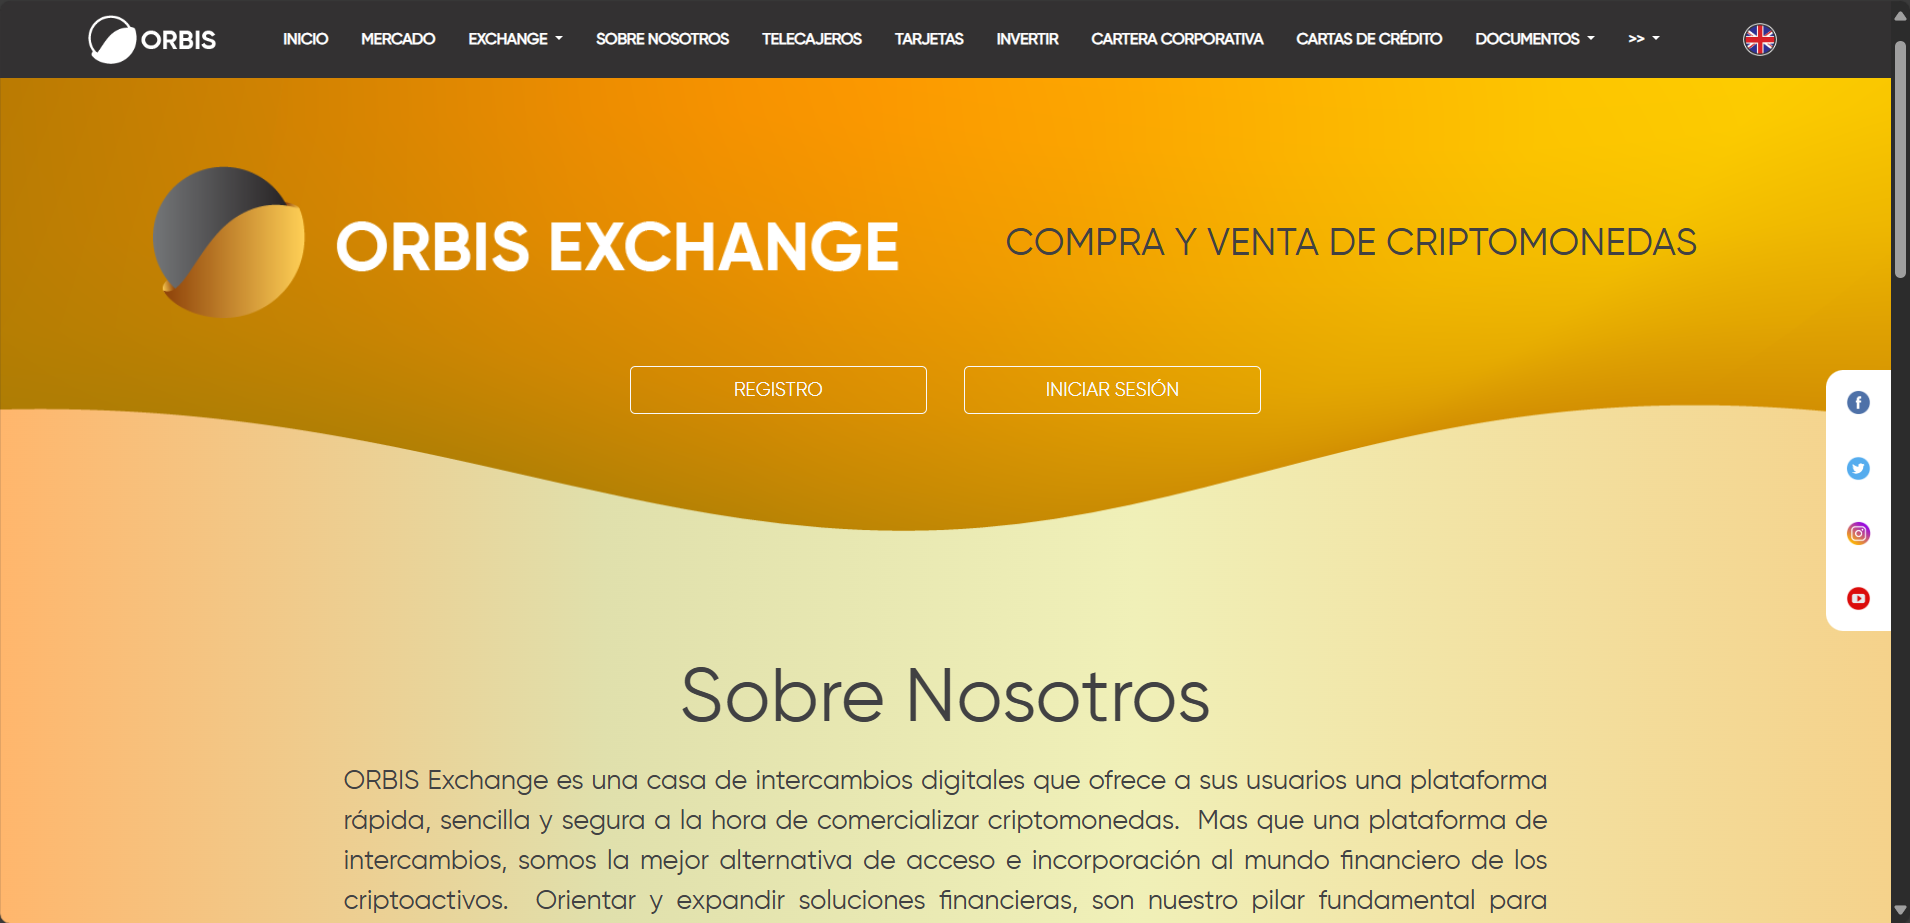 ORBIS
INICIO MERCADO EXCHANGE SOBRE NOSOTROS TELECAJEROS TARJETAS INVERTIR CARTERA CORPORATIVA CARTAS DE CRÉDITO DOCUMENTOS >>
ORBIS EXCHANGE
COMPRA Y VENTA DE CRIPTOMONEDAS
REGISTRO
INICIAR SESIÓN
Sobre Nosotros
ORBIS Exchange es una casa de intercambios digitales que ofrece a sus usuarios una plataforma
rápida, sencilla y segura a la hora de comercializar criptomonedas. Mas que una plataforma de
intercambios, somos la mejor alternativa de acceso e incorporación al mundo financiero de los
criptoactivos. Orientar y expandir soluciones financieras, son nuestro pilar fundamental para